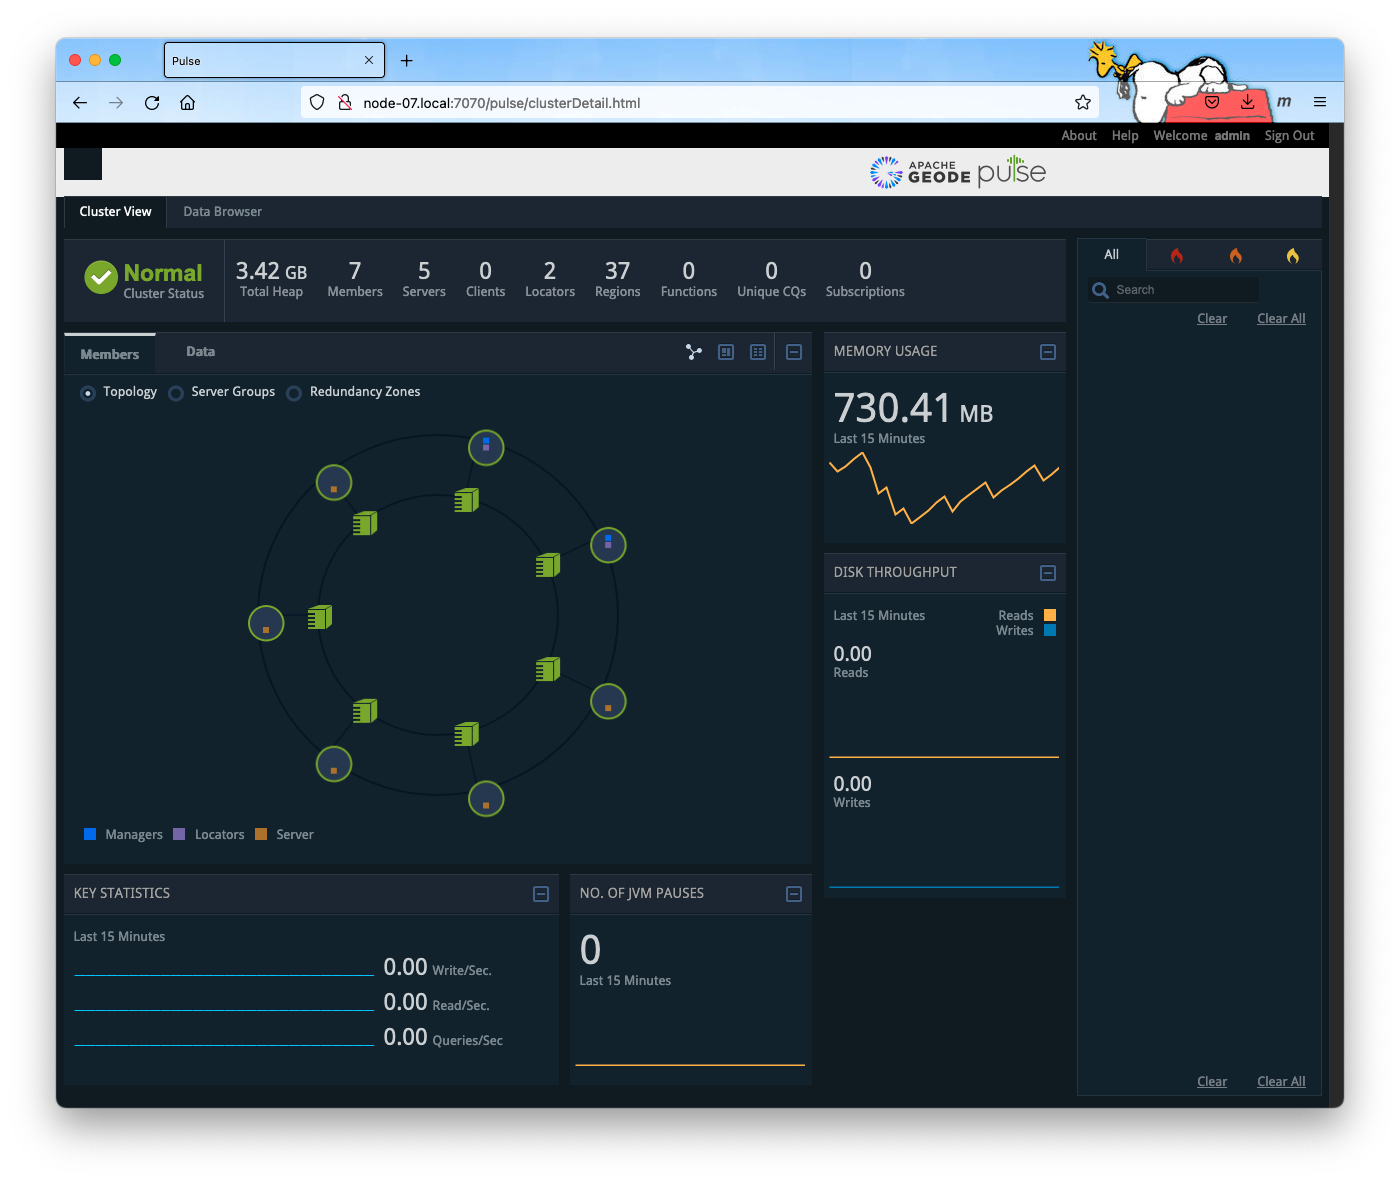 Pulse
node-07.local:7070/pulse/clusterDetail.html
m
About Help Welcome admin Sign Out
APACHE GEODE pulse
Cluster View Data Browser
Normal
Cluster Status
3.42 GB
Total Heap
7
Members
5
Servers
0
Clients
2
Locators
37
Regions
0
Functions
0
Unique CQs
0
Subscriptions
All
Search
Clear Clear All
Members Data
Topology Server Groups Redundancy Zones
Managers Locators Server
MEMORY USAGE
730.41 MB
Last 15 Minutes
DISK THROUGHPUT
Last 15 Minutes
Reads
Writes
0.00
Reads
0.00
Writes
KEY STATISTICS
Last 15 Minutes
0.00 Write/Sec.
0.00 Read/Sec.
0.00 Queries/Sec
NO. OF JVM PAUSES
0
Last 15 Minutes
Clear Clear All